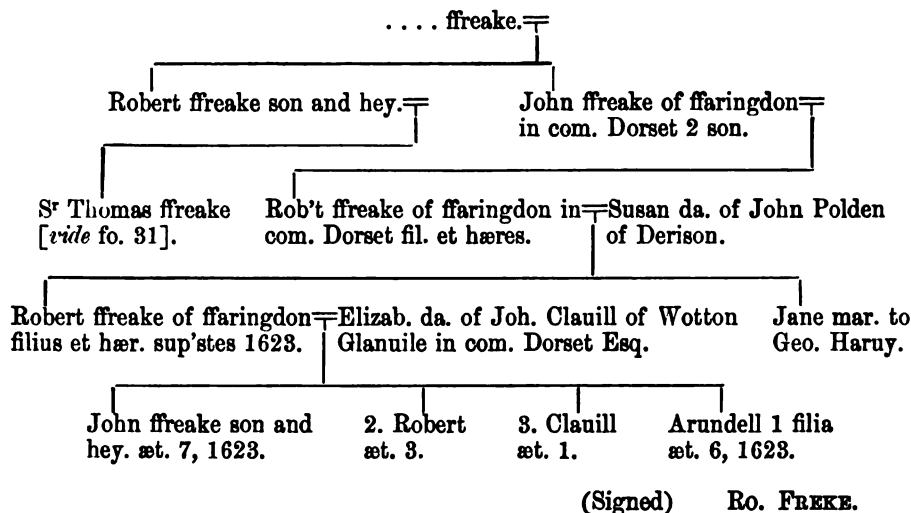 . . . . ffreake.
Robert ffreake son and hey.
John ffreake of ffaringdon
in com. Dorset 2 son.
Sʳ Thomas ffreake
[vide fo. 31].
Rob't ffreake of ffaringdon in
com. Dorset fil. et hæres.
Susan da. of John Polden
of Derison.
Robert ffreake of ffaringdon
filius et hær. sup'stes 1623.
Elizab. da. of Joh. Clauill of Wotton
Glanuile in com. Dorset Esq.
Jane mar. to
Geo. Haruy.
John ffreake son and
hey. æt. 7, 1623.
2. Robert
æt. 3.
3. Clauill
æt. 1.
Arundell 1 filia
æt. 6, 1623.
(Signed) Ro. Freke.